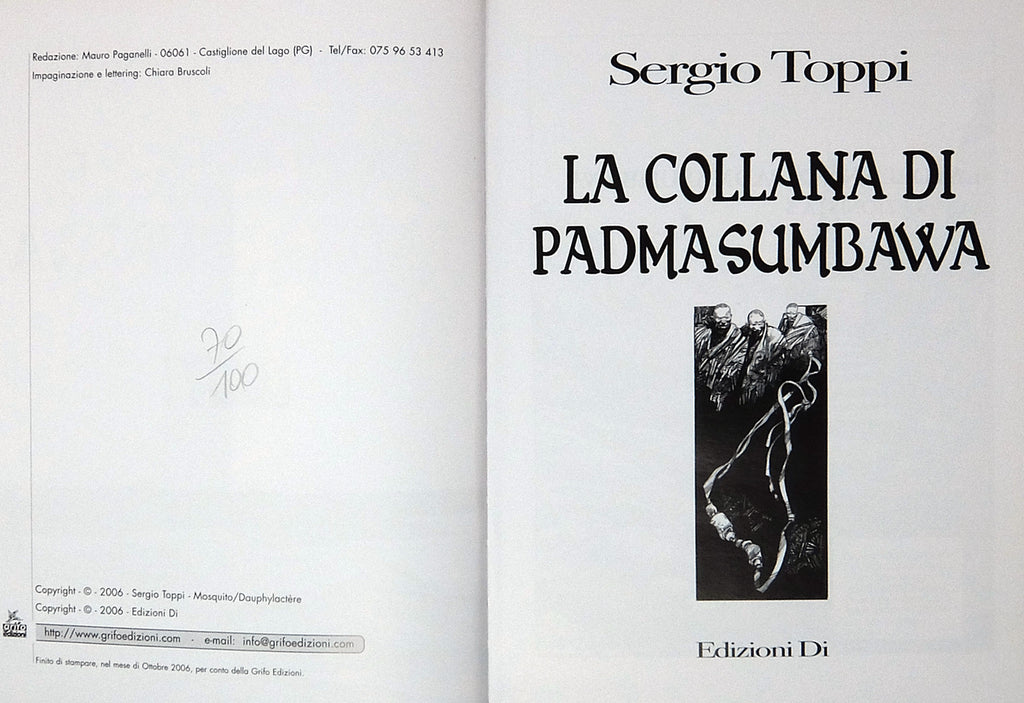 Redazione: Mauro Paganelli - 06061 - Castiglione del Lago (PG) - Tel/Fax: 075 96 53 413
Impaginazione e lettering: Chiara Bruscoli
70
100
Copyright - © - 2006 - Sergio Toppi - Mosquito/Dauphylactère
Copyright - © - 2006 - Edizioni Di
grifo
edizioni
http://www.grifoedizioni.com - e-mail: info@grifoedizioni.com
Finito di stampare, nel mese di Ottobre 2006, per conto della Grifo Edizioni.
Sergio Toppi
LA COLLANA DI
PADMASUMBAWA
Edizioni Di